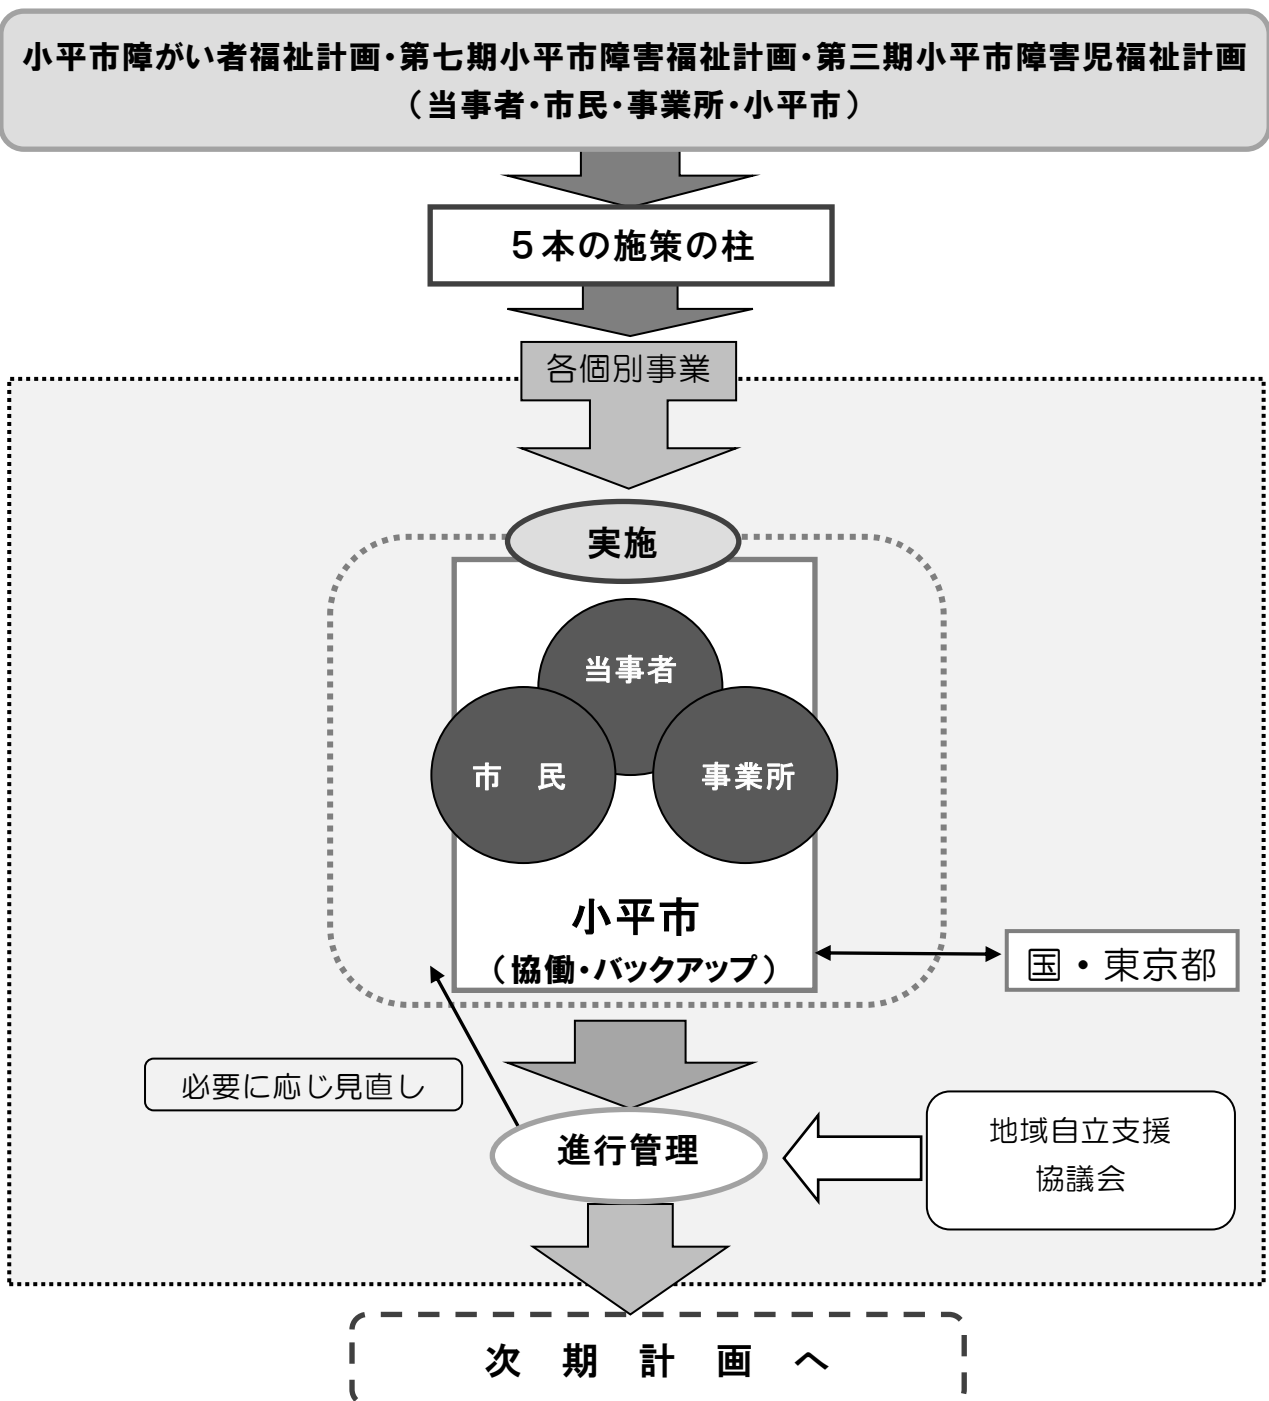 小平市障がい者福祉計画・第七期小平市障害福祉計画・第三期小平市障害児福祉計画
（当事者・市民・事業所・小平市）
５本の施策の柱
各個別事業
実施
当事者
市　民
事業所
小平市
（協働・バックアップ）
国・東京都
必要に応じ見直し
進行管理
地域自立支援
協議会
次　期　計　画　へ